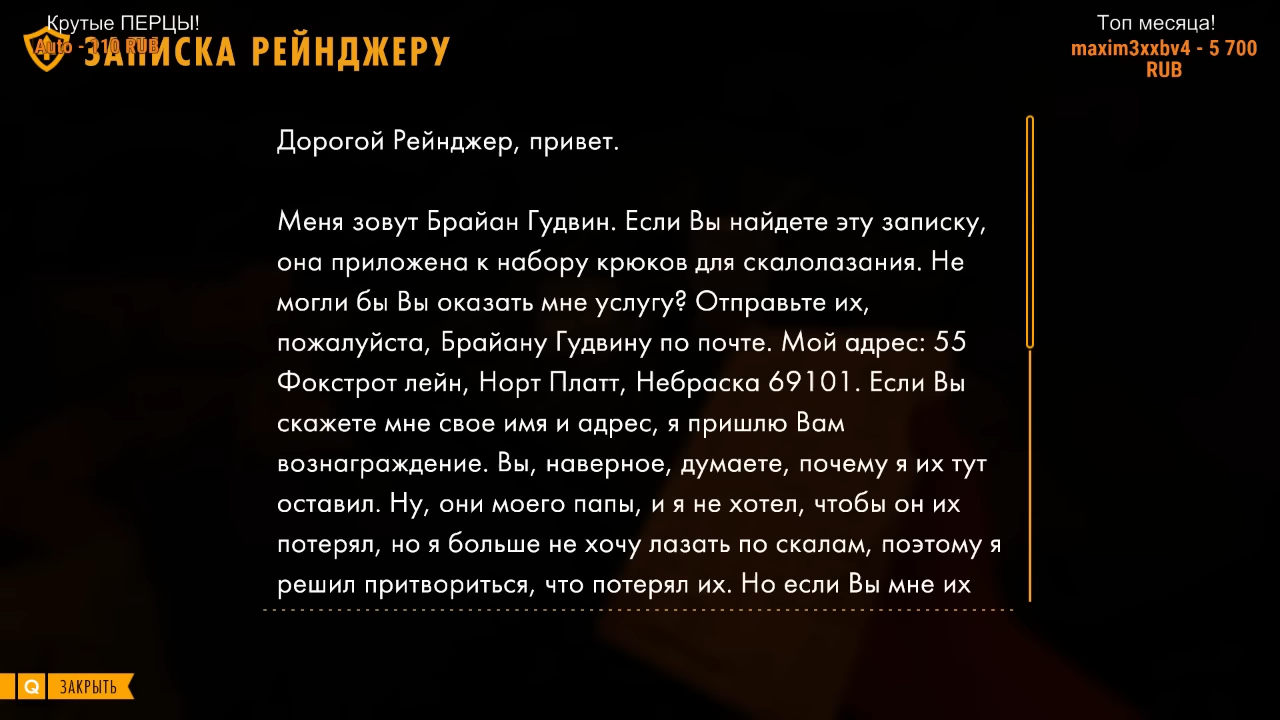 Крутые ПЕРЦЫ!
Auto - 110 RUB
ЗАПИСКА РЕЙНДЖЕРУ
Топ месяца!
maxim3xxbv4 - 5 700
RUB
Дорогой Рейнджер, привет.
Меня зовут Брайан Гудвин. Если Вы найдете эту записку,
она приложена к набору крюков для скалолазания. Не
могли бы Вы оказать мне услугу? Отправьте их,
пожалуйста, Брайану Гудвину по почте. Мой адрес: 55
Фокстрот лейн, Норт Платт, Небраска 69101. Если Вы
скажете мне свое имя и адрес, я пришлю Вам
вознаграждение. Вы, наверное, думаете, почему я их тут
оставил. Ну, они моего папы, и я не хотел, чтобы он их
потерял, но я больше не хочу лазать по скалам, поэтому я
решил притвориться, что потерял их. Но если Вы мне их
Q ЗАКРЫТЬ